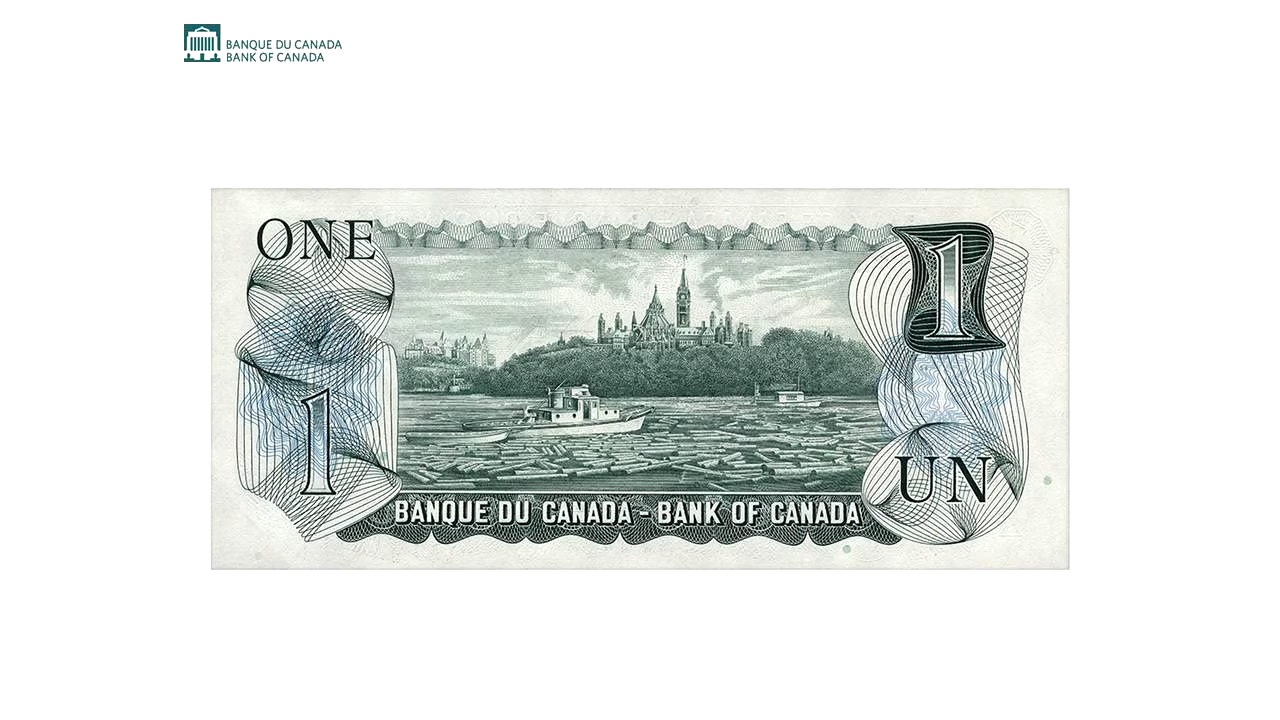 BANQUE DU CANADA
BANK OF CANADA
ONE
1
1
UN
BANQUE DU CANADA - BANK OF CANADA